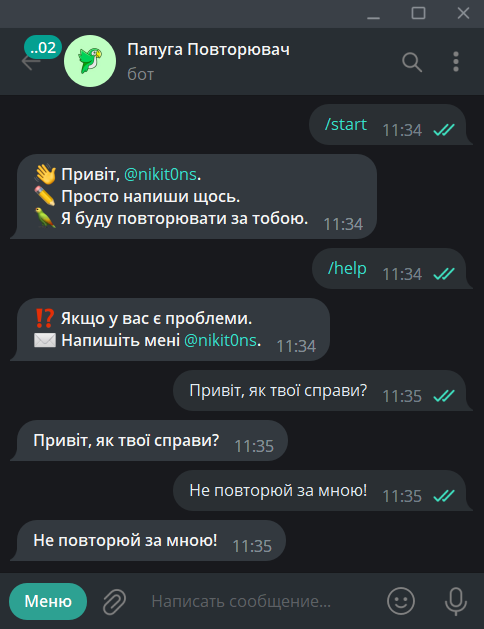 ..02
Папуга Повторювач
бот
/start 11:34
👋 Привіт, @nikit0ns.
✏️ Просто напиши щось.
🦜 Я буду повторювати за тобою. 11:34
/help 11:34
⁉️ Якщо у вас є проблеми.
✉️ Напишіть мені @nikit0ns. 11:34
Привіт, як твої справи? 11:35
Привіт, як твої справи? 11:35
Не повторюй за мною! 11:35
Не повторюй за мною! 11:35
Меню Написать сообщение...